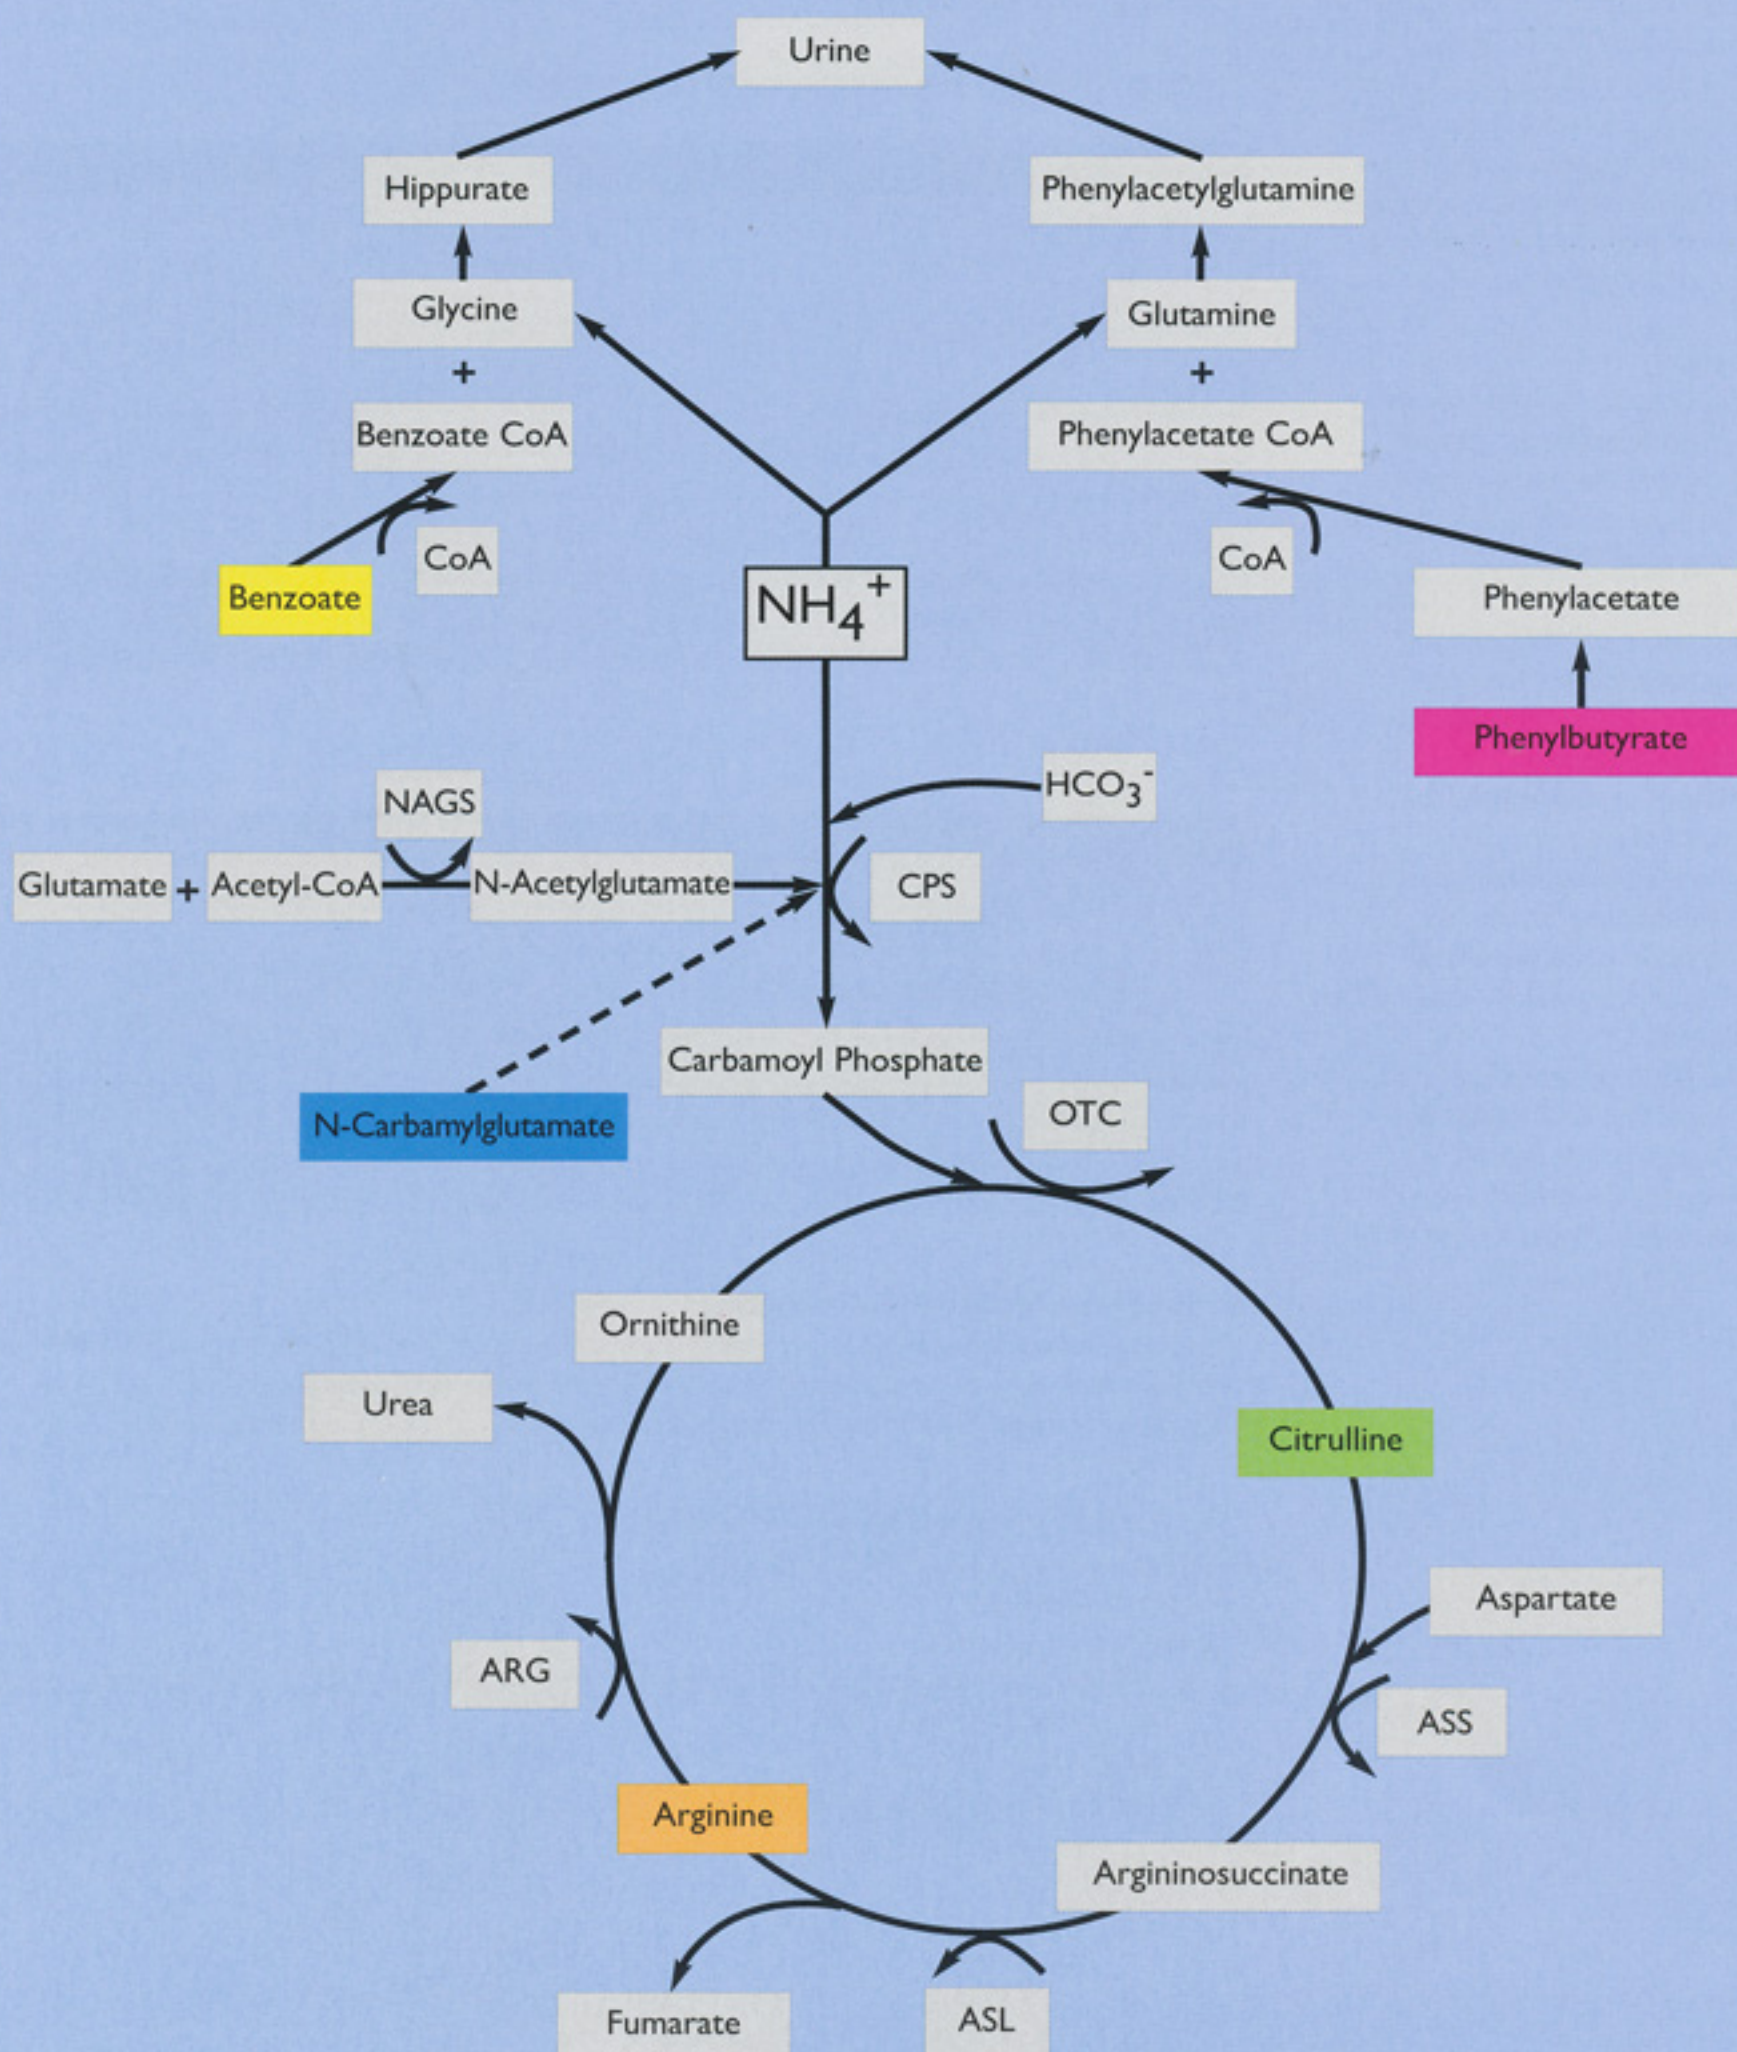 Urine
Hippurate
Phenylacetylglutamine
Glycine
Glutamine
+
+
Benzoate CoA
Phenylacetate CoA
CoA
CoA
Benzoate
NH4+
Phenylacetate
Phenylbutyrate
HCO3-
NAGS
Glutamate + Acetyl-CoA
N-Acetylglutamate
CPS
Carbamoyl Phosphate
N-Carbamylglutamate
OTC
Ornithine
Urea
Citrulline
Aspartate
ARG
ASS
Arginine
Argininosuccinate
Fumarate
ASL